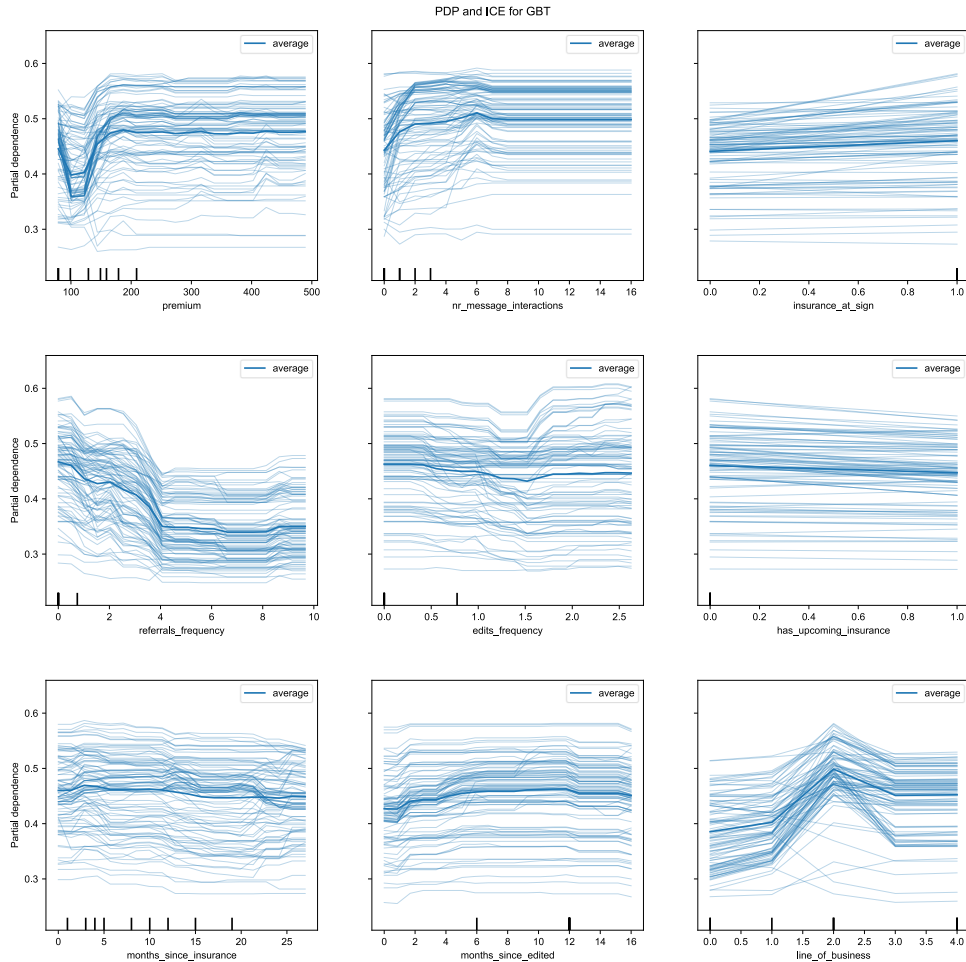 PDP and ICE for GBT
average
Partial dependence
0.6
0.5
0.4
0.3
100 200 300 400 500
premium
average
0 2 4 6 8 10 12 14 16
nr_message_interactions
average
0.0 0.2 0.4 0.6 0.8 1.0
insurance_at_sign
average
Partial dependence
0.6
0.5
0.4
0.3
0 2 4 6 8 10
referrals_frequency
average
0.0 0.5 1.0 1.5 2.0 2.5
edits_frequency
average
0.0 0.2 0.4 0.6 0.8 1.0
has_upcoming_insurance
average
Partial dependence
0.6
0.5
0.4
0.3
0 5 10 15 20 25
months_since_insurance
average
0 2 4 6 8 10 12 14 16
months_since_edited
average
0.0 0.5 1.0 1.5 2.0 2.5 3.0 3.5 4.0
line_of_business